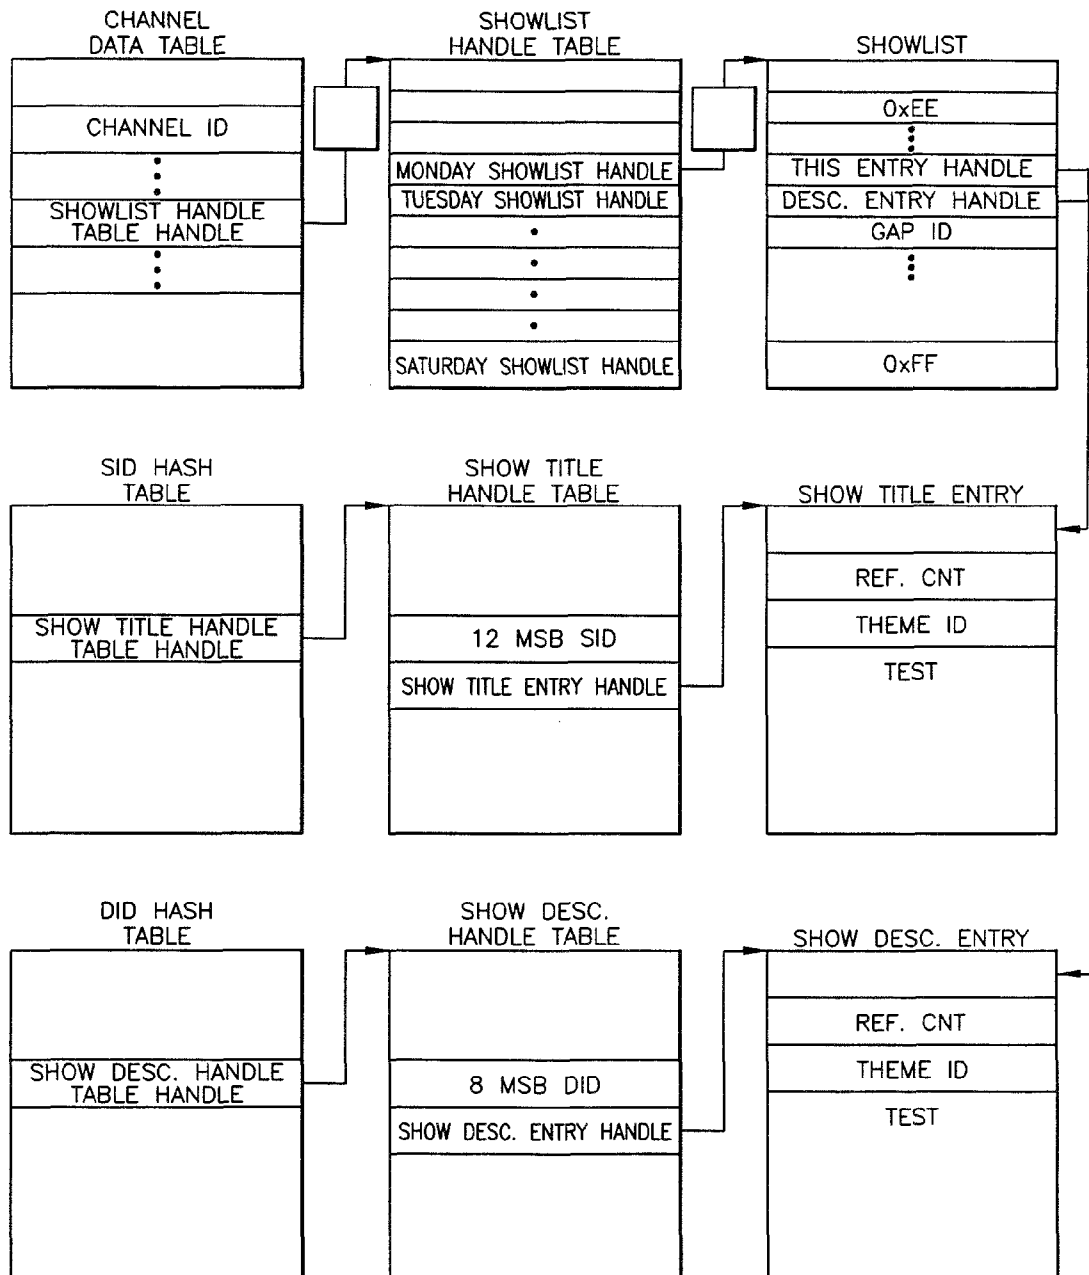 CHANNEL
DATA TABLE
CHANNEL ID
SHOWLIST HANDLE
TABLE HANDLE
SHOWLIST
HANDLE TABLE
MONDAY SHOWLIST HANDLE
TUESDAY SHOWLIST HANDLE
SATURDAY SHOWLIST HANDLE
SHOWLIST
0xEE
THIS ENTRY HANDLE
DESC. ENTRY HANDLE
GAP ID
0xFF
SID HASH
TABLE
SHOW TITLE HANDLE
TABLE HANDLE
SHOW TITLE
HANDLE TABLE
12 MSB SID
SHOW TITLE ENTRY HANDLE
SHOW TITLE ENTRY
REF. CNT
THEME ID
TEST
DID HASH
TABLE
SHOW DESC. HANDLE
TABLE HANDLE
SHOW DESC.
HANDLE TABLE
8 MSB DID
SHOW DESC. ENTRY HANDLE
SHOW DESC. ENTRY
REF. CNT
THEME ID
TEST